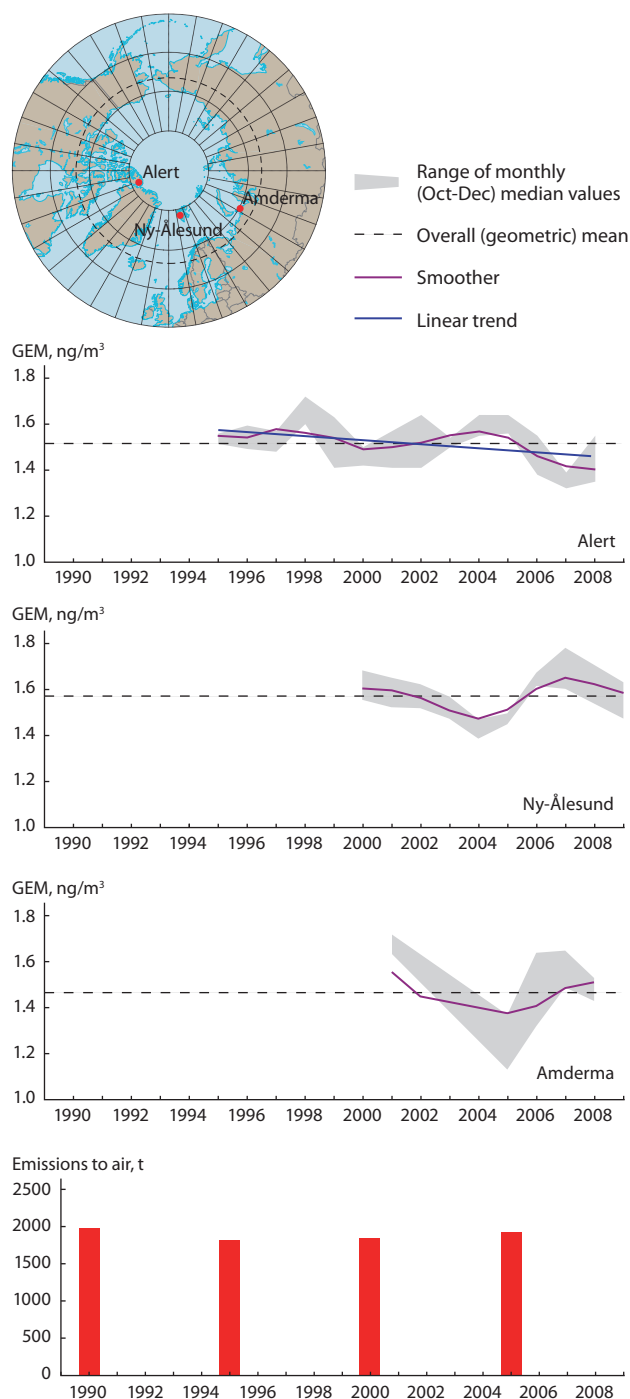 Alert
Amderma
Ny-Ålesund
Range of monthly
(Oct-Dec) median values
Overall (geometric) mean
Smoother
Linear trend
GEM, ng/m³
1.8
1.6
1.4
1.2
1.0
Alert
1990 1992 1994 1996 1998 2000 2002 2004 2006 2008
GEM, ng/m³
1.8
1.6
1.4
1.2
1.0
Ny-Ålesund
1990 1992 1994 1996 1998 2000 2002 2004 2006 2008
GEM, ng/m³
1.8
1.6
1.4
1.2
1.0
Amderma
1990 1992 1994 1996 1998 2000 2002 2004 2006 2008
Emissions to air, t
2500
2000
1500
1000
500
0
1990 1992 1994 1996 1998 2000 2002 2004 2006 2008